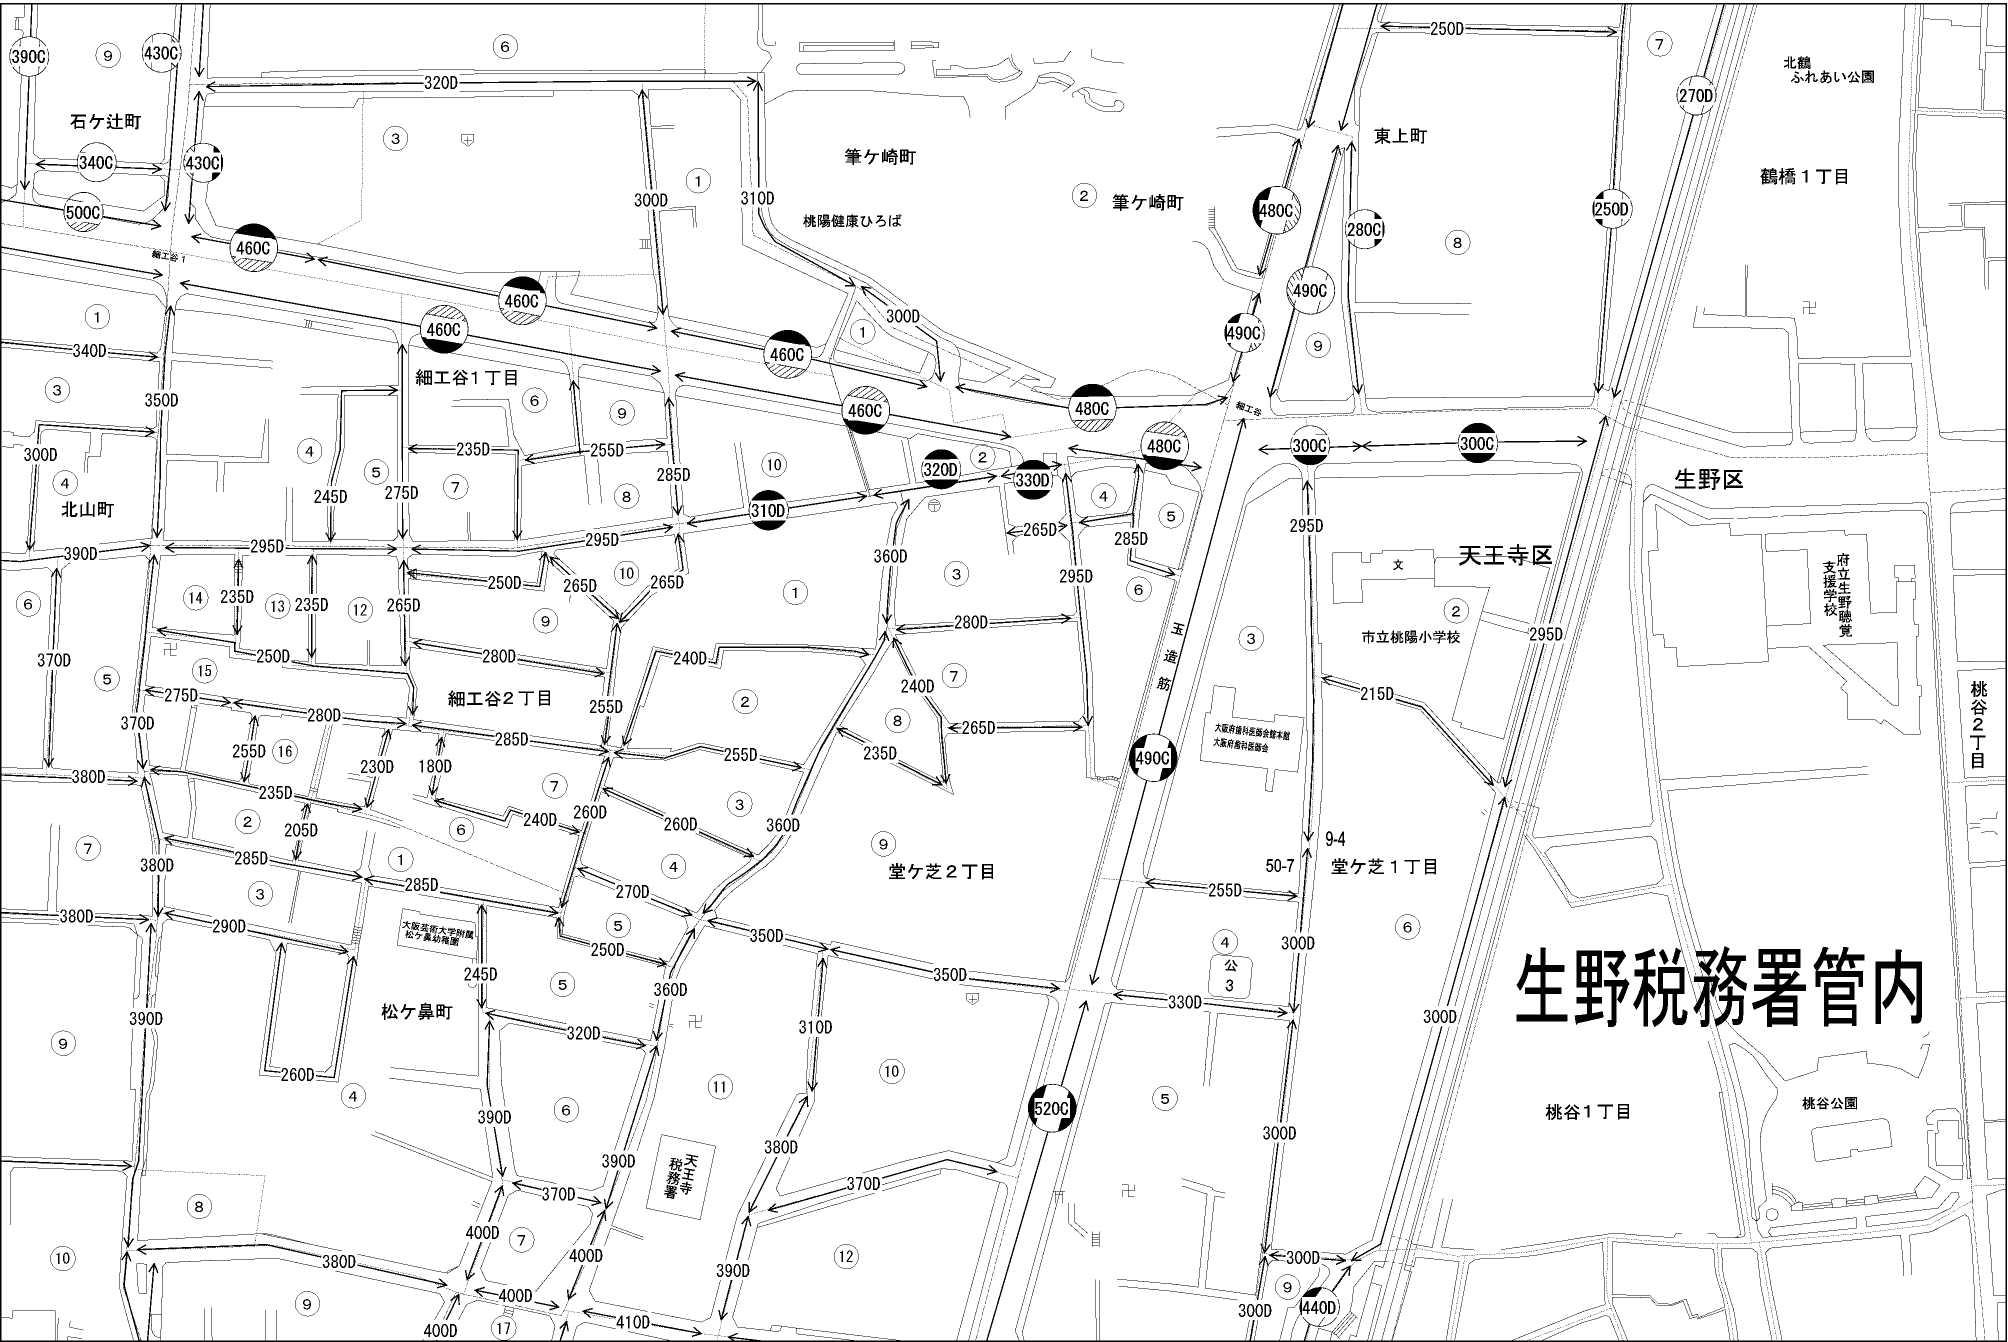 6
250D
7
390C
9
430C
320D
北鶴
ふれあい公園
270D
石ケ辻町
3
東上町
筆ケ崎町
340C
430C
鶴橋1丁目
1
2
300D
310D
筆ケ崎町
500C
480C
250D
桃陽健康ひろば
280C
460C
8
細工谷1
490C
460C
1
300D
460C
1
490C
9
340D
460C
細工谷1丁目
3
350D
6
9
460C
480C
細工谷
300D
4
235D
255D
480C
300C
300C
5
10
2
320D
285D
330D
生野区
4
245D
275D
7
8
4
北山町
310D
5
295D
265D
285D
390D
295D
295D
360D
天王寺区
文
250D
265D
10
265D
3
295D
府立生野聴覚
支援学校
6
14
235D
13
235D
12
265D
1
6
2
9
280D
玉造筋
3
市立桃陽小学校
295D
370D
250D
280D
240D
15
5
275D
7
240D
215D
桃谷2丁目
細工谷2丁目
255D
2
280D
8
370D
265D
285D
大阪府歯科医師会館本館
大阪府歯科医師会
16
255D
255D
235D
230D
180D
490C
380D
7
235D
3
240D
260D
2
260D
360D
205D
6
9-4
7
9
50-7
380D
285D
1
4
堂ケ芝2丁目
堂ケ芝1丁目
285D
270D
255D
3
380D
290D
5
6
大阪芸術大学附属
松ケ鼻幼稚園
350D
250D
4
300D
公
3
245D
350D
5
生野税務署管内
360D
330D
松ケ鼻町
390D
320D
310D
300D
9
260D
10
11
4
5
6
520C
桃谷公園
桃谷1丁目
390D
300D
380D
390D
天王寺
税務署
370D
370D
8
400D
7
400D
10
12
380D
300D
390D
9
400D
9
440D
300D
410D
400D
17